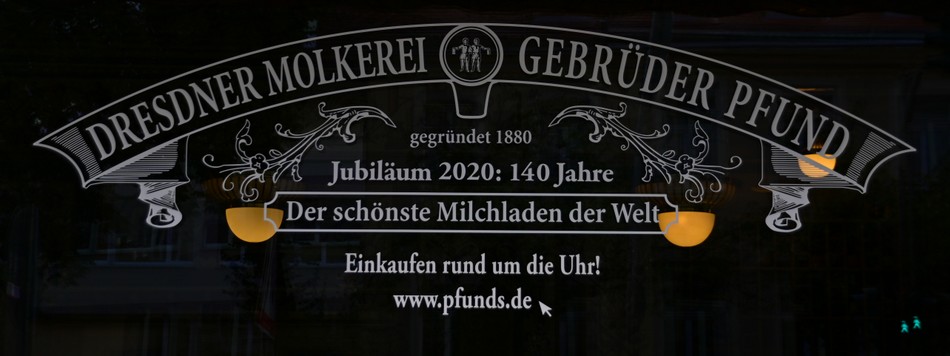 DRESDNER MOLKEREI GEBRÜDER PFUND
gegründet 1880
Jubiläum 2020: 140 Jahre
Der schönste Milchladen der Welt
Einkaufen rund um die Uhr!
www.pfunds.de